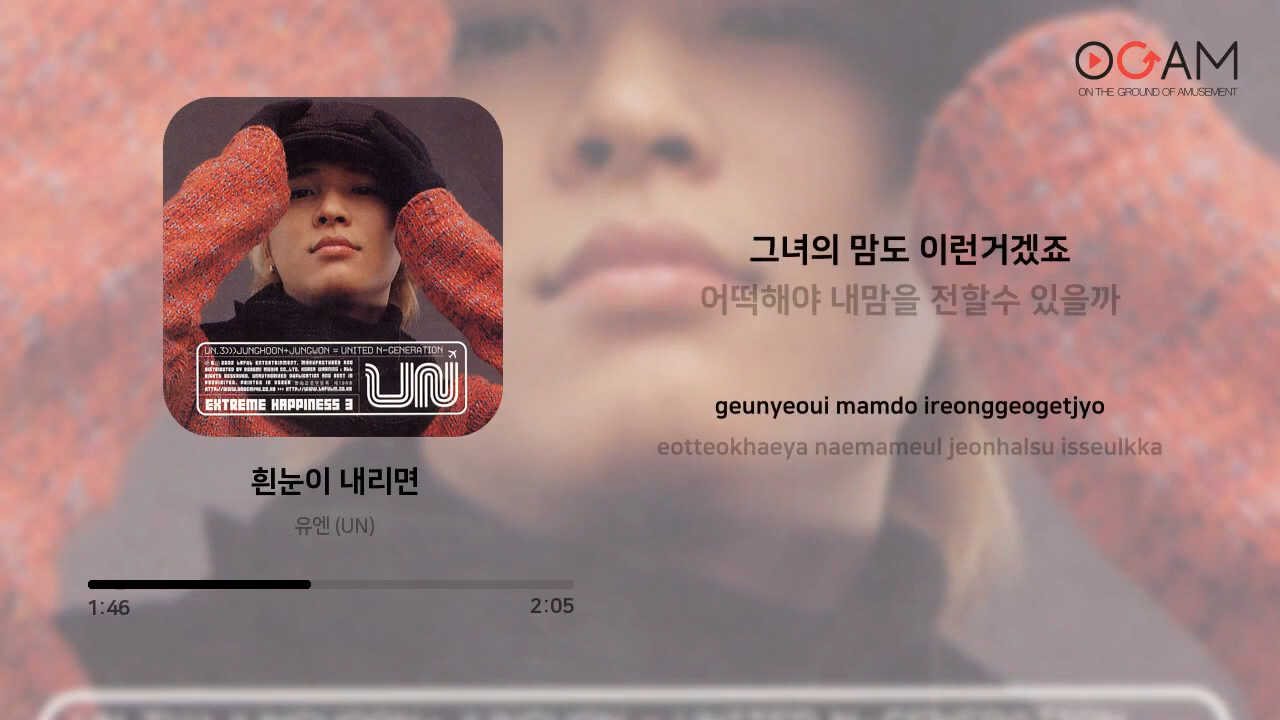 OGAM
ON THE GROUND OF AMUSEMENT
UN.3>>>JUNGHOON+JUNGWON = UNITED N-GENERATION
UN
EXTREME HAPPINESS 3
그녀의 맘도 이런거겠죠
어떡해야 내맘을 전할수 있을까
geunyeoui mamdo ireonggeogetjyo
eotteokhaeya naemameul jeonhalsu isseulkka
흰눈이 내리면
유엔 (UN)
1:46
2:05